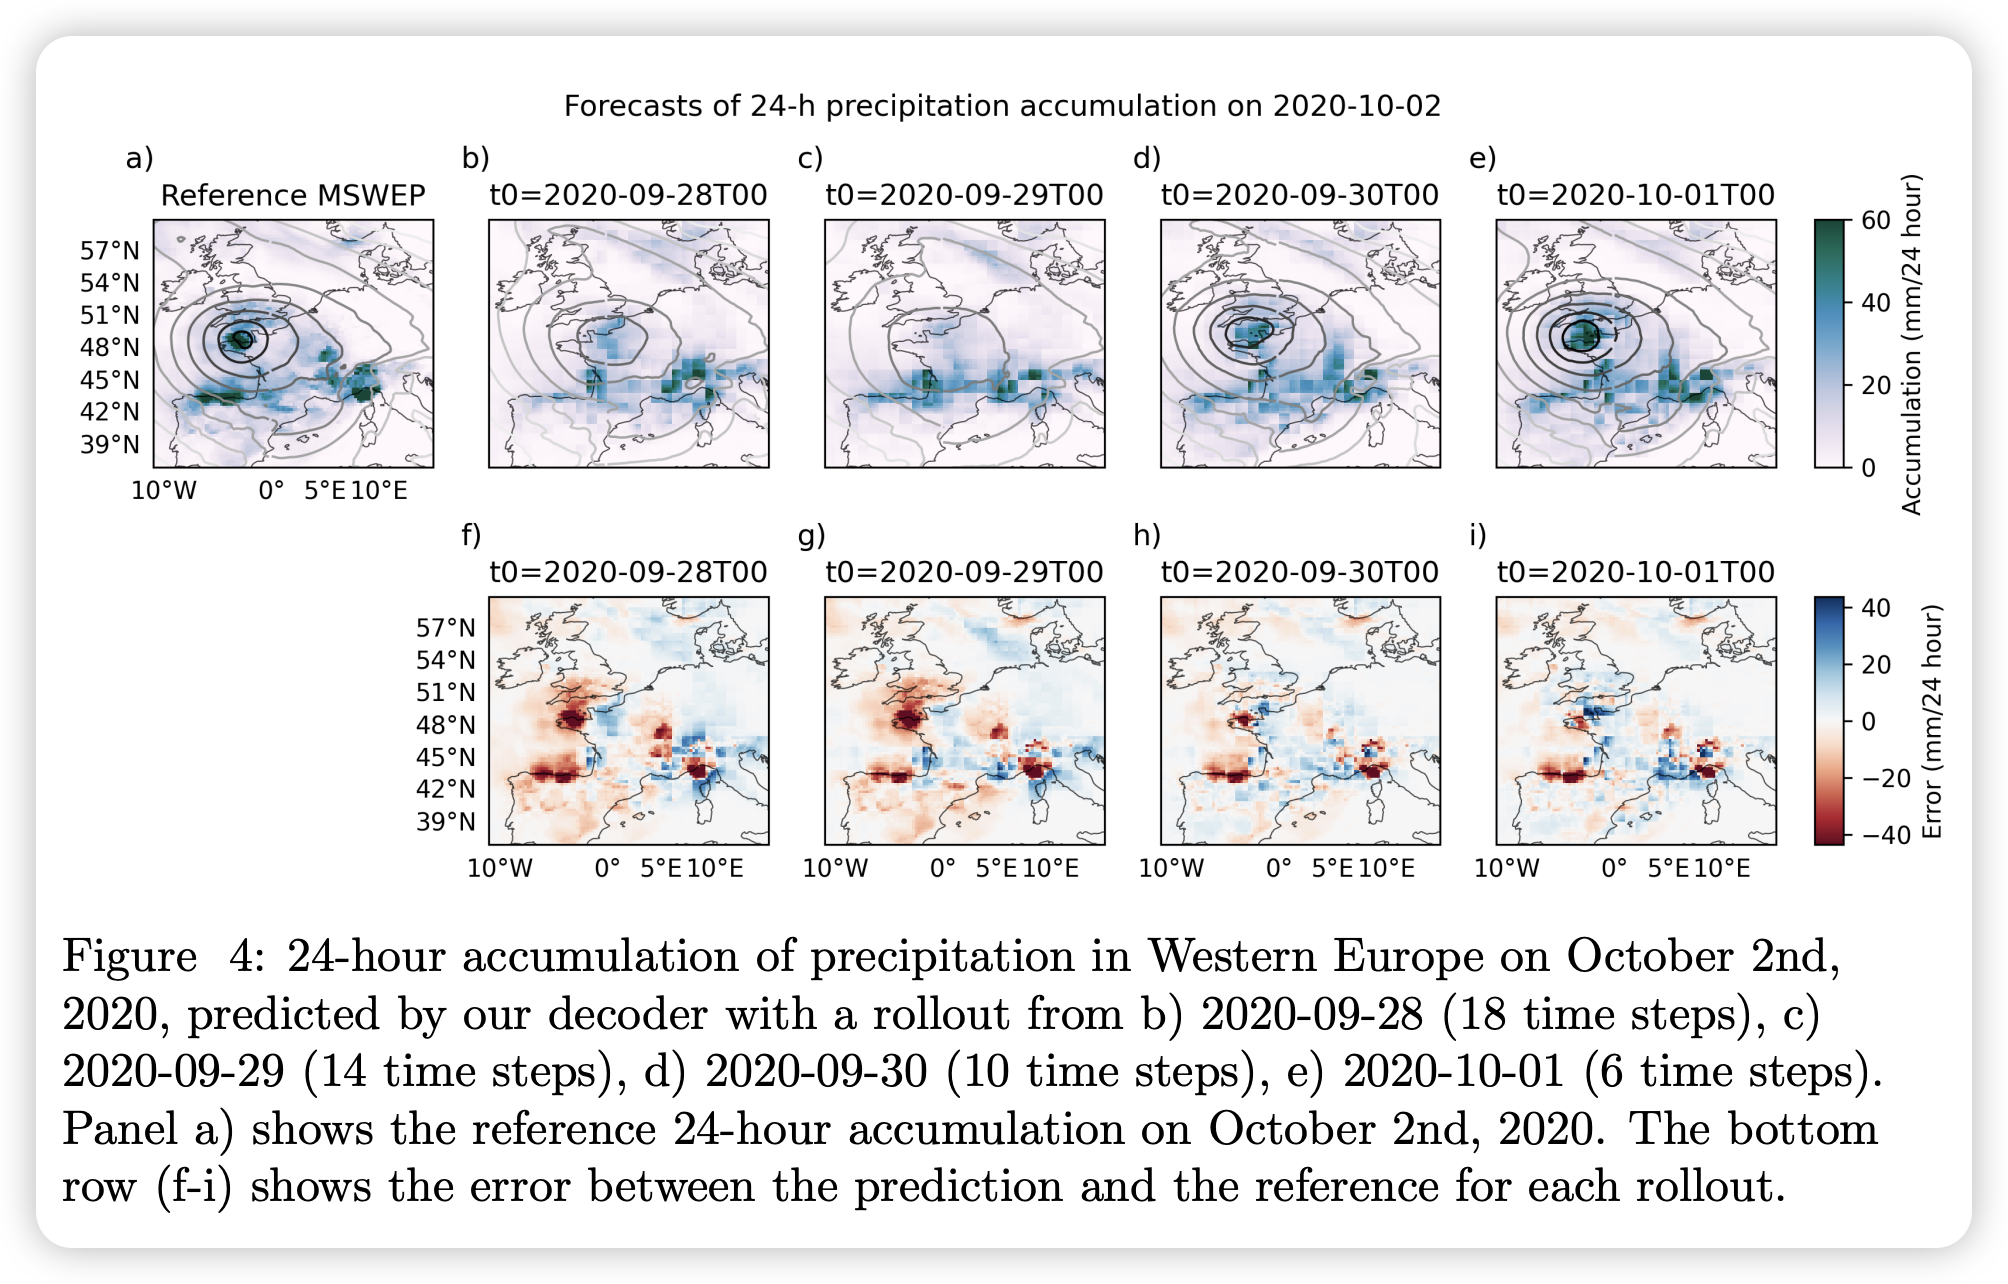 Forecasts of 24-h precipitation accumulation on 2020-10-02
a) b) c) d) e)
Reference MSWEP t0=2020-09-28T00 t0=2020-09-29T00 t0=2020-09-30T00 t0=2020-10-01T00
57°N
54°N
51°N
48°N
45°N
42°N
39°N
10°W 0° 5°E 10°E
60
40
20
0
Accumulation (mm/24 hour)
f) g) h) i)
t0=2020-09-28T00 t0=2020-09-29T00 t0=2020-09-30T00 t0=2020-10-01T00
57°N
54°N
51°N
48°N
45°N
42°N
39°N
10°W 0° 5°E 10°E 10°W 0° 5°E 10°E 10°W 0° 5°E 10°E 10°W 0° 5°E 10°E
40
20
0
−20
−40
Error (mm/24 hour)
Figure 4: 24-hour accumulation of precipitation in Western Europe on October 2nd,
2020, predicted by our decoder with a rollout from b) 2020-09-28 (18 time steps), c)
2020-09-29 (14 time steps), d) 2020-09-30 (10 time steps), e) 2020-10-01 (6 time steps).
Panel a) shows the reference 24-hour accumulation on October 2nd, 2020. The bottom
row (f-i) shows the error between the prediction and the reference for each rollout.